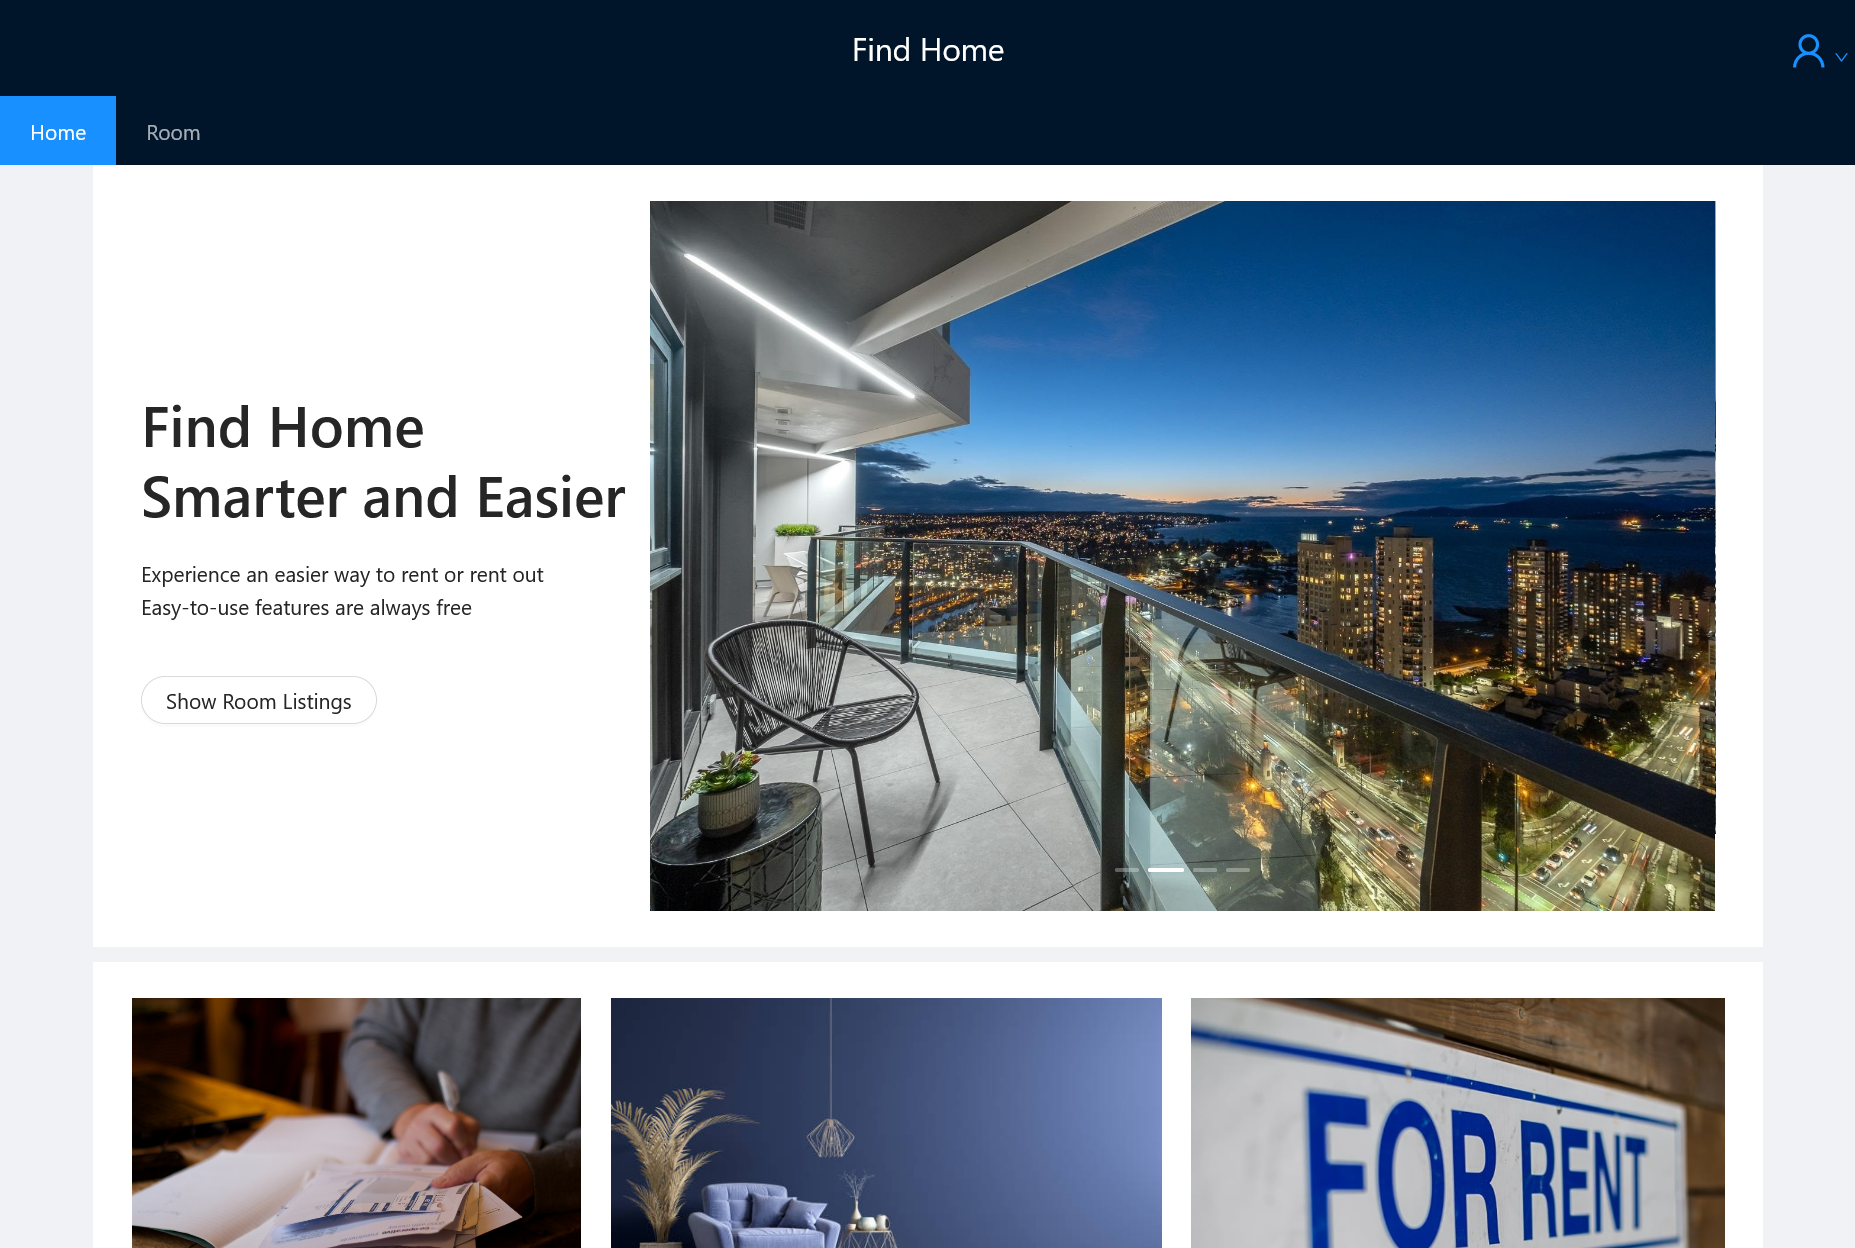 Find Home
Home
Room
Find Home
Smarter and Easier
Experience an easier way to rent or rent out
Easy-to-use features are always free
Show Room Listings
FOR RENT